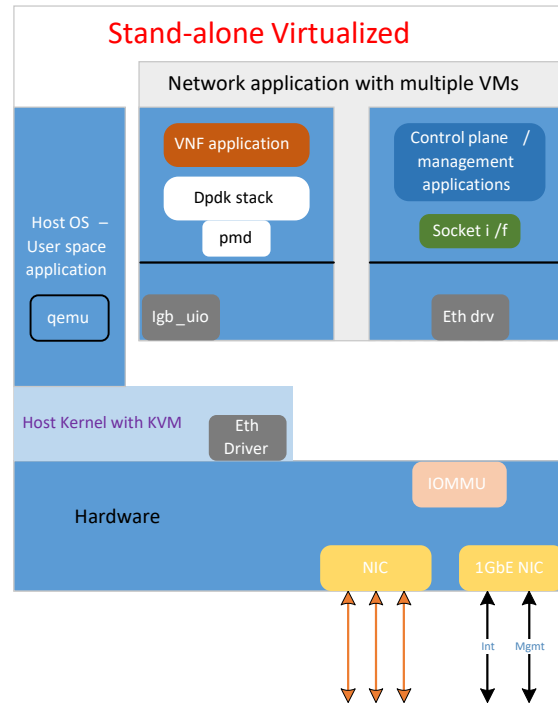 Stand-alone Virtualized
Network application with multiple VMs
VNF application
Dpdk stack
pmd
Igb_uio
Control plane /
management
applications
Socket i /f
Eth drv
Host OS –
User space
application
qemu
Host Kernel with KVM
Eth
Driver
IOMMU
Hardware
NIC
1GbE NIC
Int
Mgmt